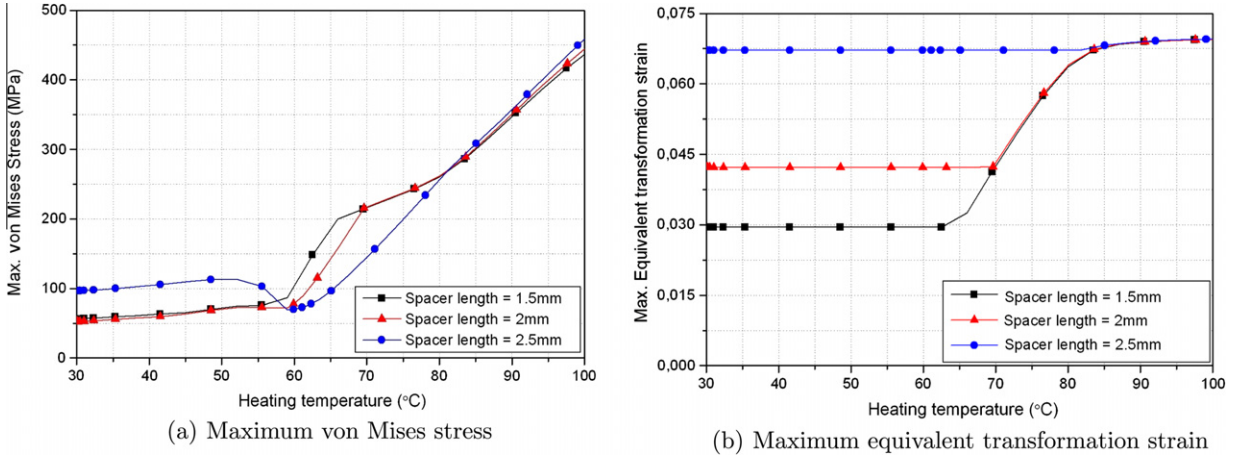 500
400
300
200
100
0
Max. von Mises Stress (MPa)
Spacer length = 1.5mm
Spacer length = 2mm
Spacer length = 2.5mm
30 40 50 60 70 80 90 100
Heating temperature (°C)
(a) Maximum von Mises stress
0.075
0.060
0.045
0.030
0.015
0.000
Max. Equivalent transformation strain
Spacer length = 1.5mm
Spacer length = 2mm
Spacer length = 2.5mm
30 40 50 60 70 80 90 100
Heating temperature (°C)
(b) Maximum equivalent transformation strain